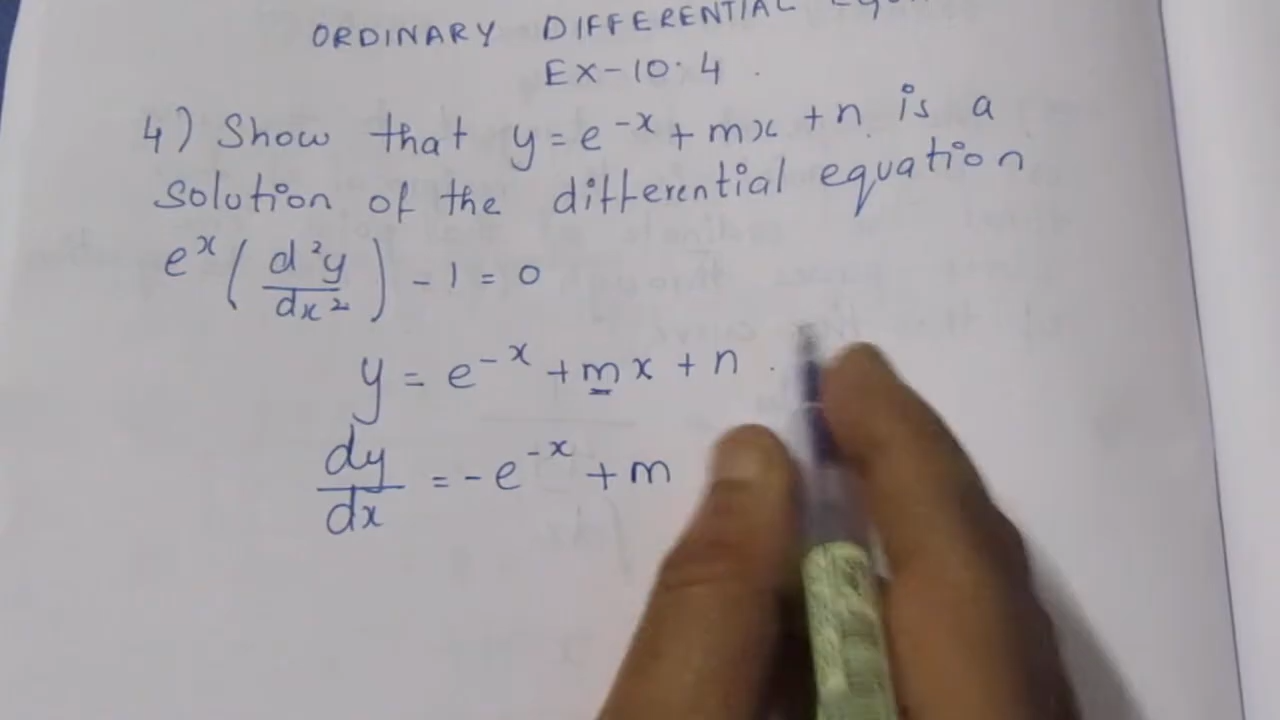 ORDINARY DIFFERENTIAL
EX-10.4
4) Show that y = e^{-x} + mx + n is a
solution of the differential equation
e^x (d²y/dx²) - 1 = 0
y = e^{-x} + mx + n.
dy/dx = -e^{-x} + m